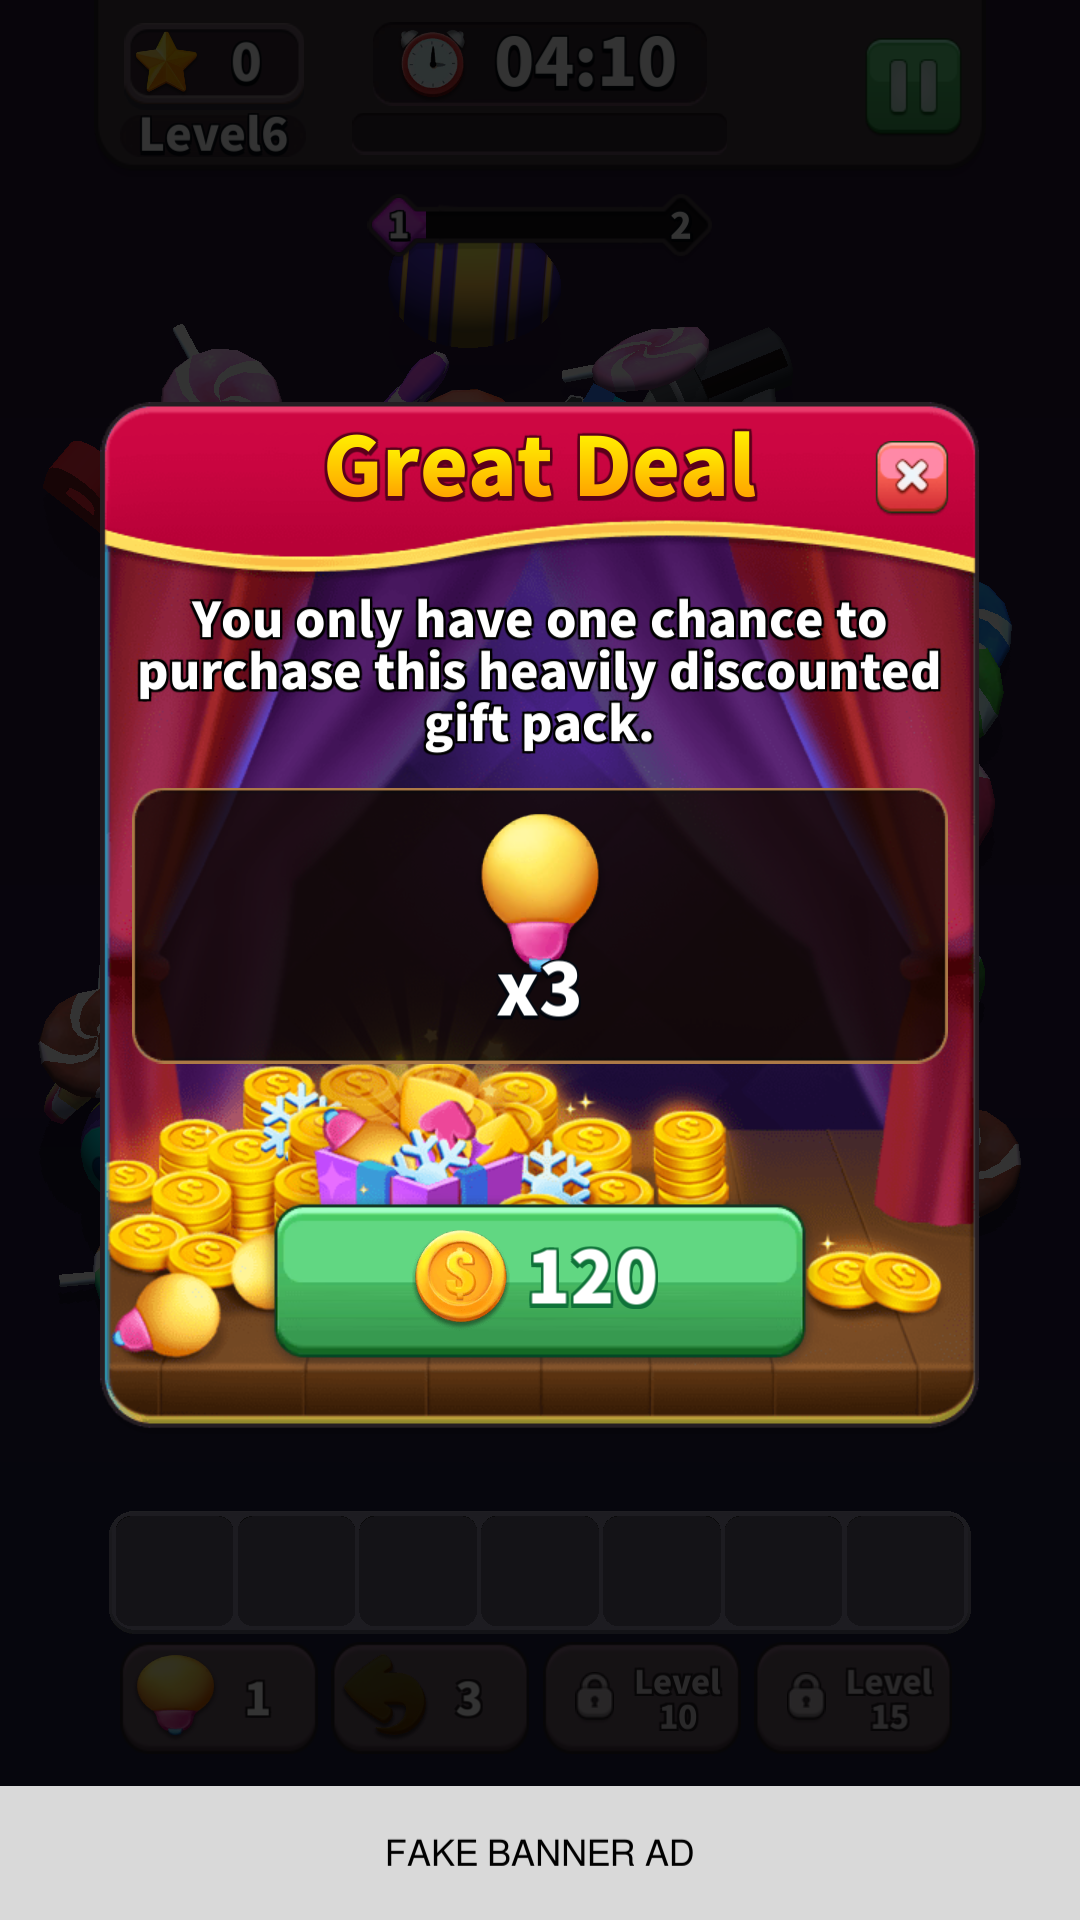 0
04:10
Level6
1
2
Great Deal
You only have one chance to
purchase this heavily discounted
gift pack.
x3
120
1
3
Level
10
Level
15
FAKE BANNER AD